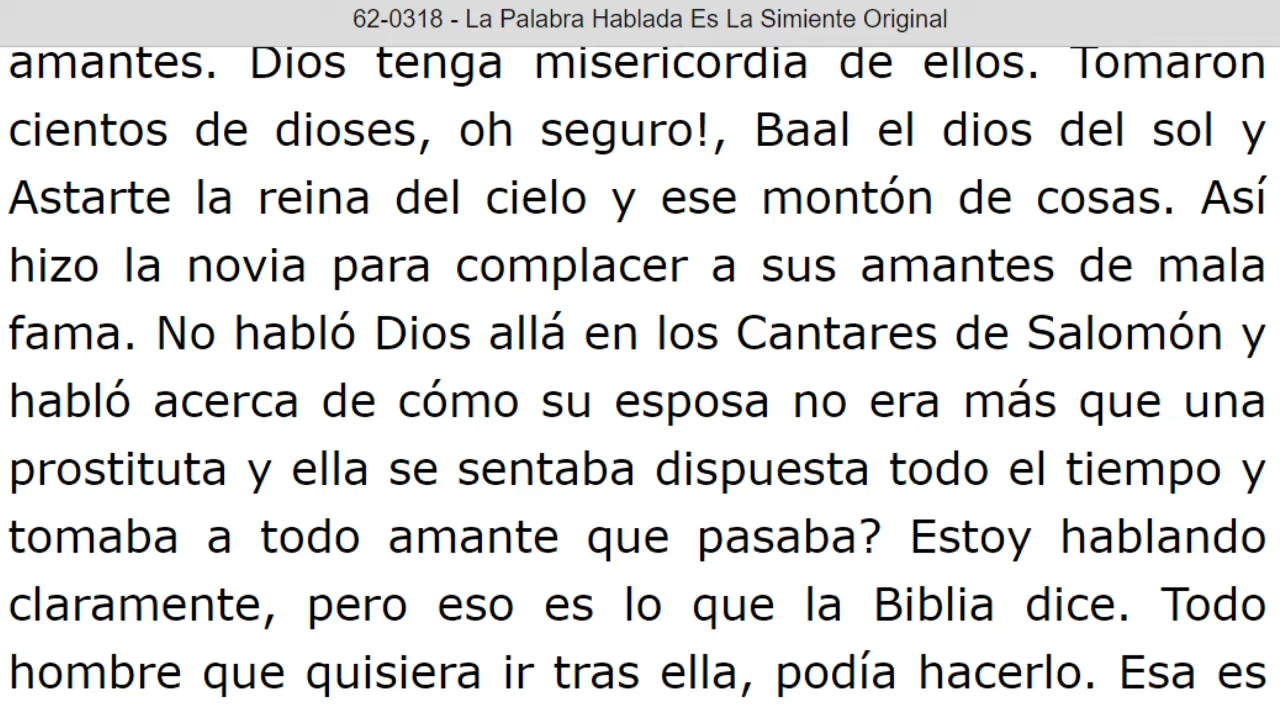 62-0318 - La Palabra Hablada Es La Simiente Original
amantes. Dios tenga misericordia de ellos. Tomaron
cientos de dioses, oh seguro!, Baal el dios del sol y
Astarte la reina del cielo y ese montón de cosas. Así
hizo la novia para complacer a sus amantes de mala
fama. No habló Dios allá en los Cantares de Salomón y
habló acerca de cómo su esposa no era más que una
prostituta y ella se sentaba dispuesta todo el tiempo y
tomaba a todo amante que pasaba? Estoy hablando
claramente, pero eso es lo que la Biblia dice. Todo
hombre que quisiera ir tras ella, podía hacerlo. Esa es